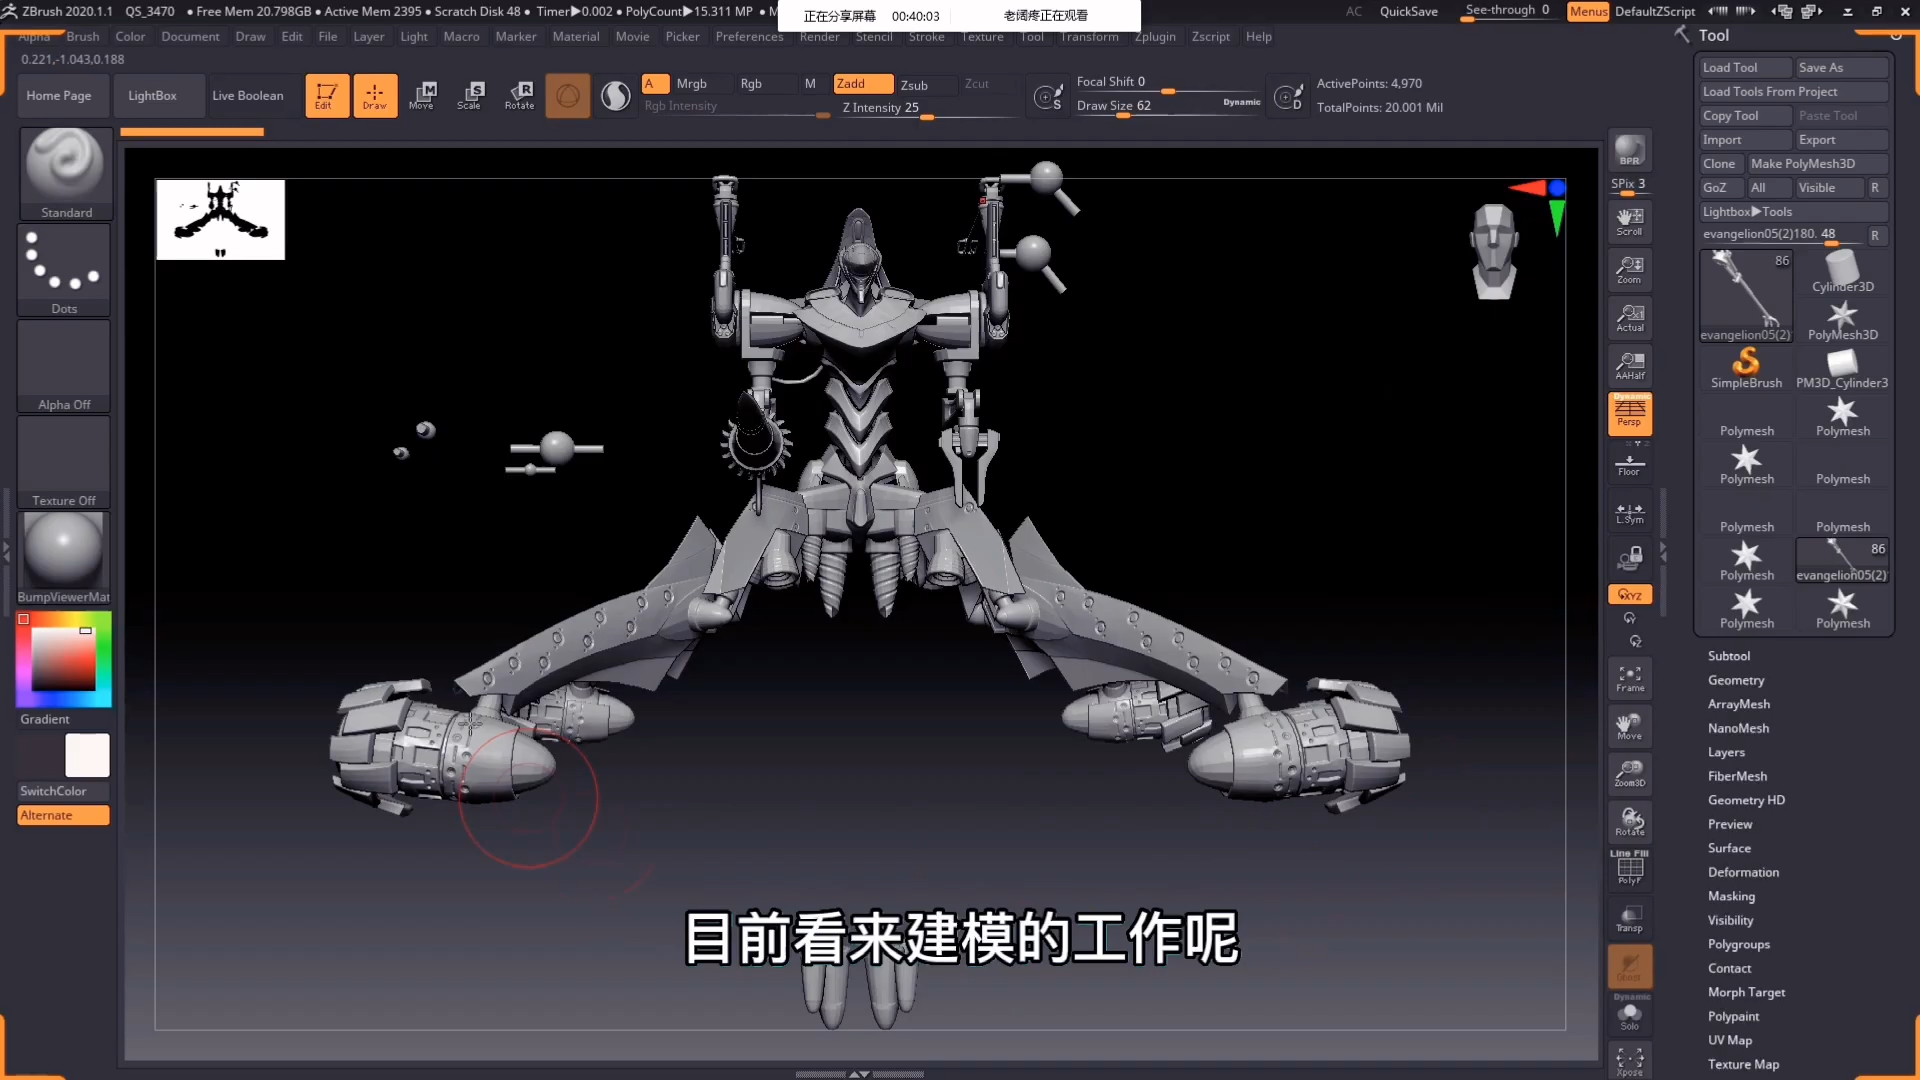 ZBrush 2020.1.1 QS_3470 ● Free Mem 20.798GB ● Active Mem 2395 ● Scratch Disk 48 ● Timer▶0.002 ● PolyCount▶15.311 MP ● M
正在分享屏幕 00:40:03 老阔疼正在观看
AC QuickSave See-through 0 Menus DefaultZScript
Alpha Brush Color Document Draw Edit File Layer Light Macro Marker Material Movie Picker Preferences Render Stencil Stroke Texture Tool Transform Zplugin Zscript Help
0.221,-1.043,0.188
Home Page
LightBox
Live Boolean
Edit
Draw
Move
Scale
Rotate
A Mrgb Rgb M
Rgb Intensity
Zadd Zsub Zcut
Z Intensity 25
Focal Shift 0
Draw Size 62 Dynamic
ActivePoints: 4,970
TotalPoints: 20.001 Mil
Standard
Dots
Alpha Off
Texture Off
BumpViewerMat
Gradient
SwitchColor
Alternate
目前看来建模的工作呢
BPR
SPix 3
Scroll
Zoom
Actual
AAHalf
Dynamic
Persp
Floor
L.Sym
XYZ
Frame
Move
Zoom3D
Rotate
Line Fill
PolyF
Transp
Ghost
Dynamic
Solo
Xpose
Tool
Load Tool Save As
Load Tools From Project
Copy Tool Paste Tool
Import Export
Clone Make PolyMesh3D
GoZ All Visible R
Lightbox▶Tools
evangelion05(2)180. 48 R
86
evangelion05(2)
Cylinder3D
PolyMesh3D
SimpleBrush PM3D_Cylinder3
Polymesh Polymesh
Polymesh Polymesh
Polymesh Polymesh
86
Polymesh evangelion05(2)
Polymesh Polymesh
Subtool
Geometry
ArrayMesh
NanoMesh
Layers
FiberMesh
Geometry HD
Preview
Surface
Deformation
Masking
Visibility
Polygroups
Contact
Morph Target
Polypaint
UV Map
Texture Map